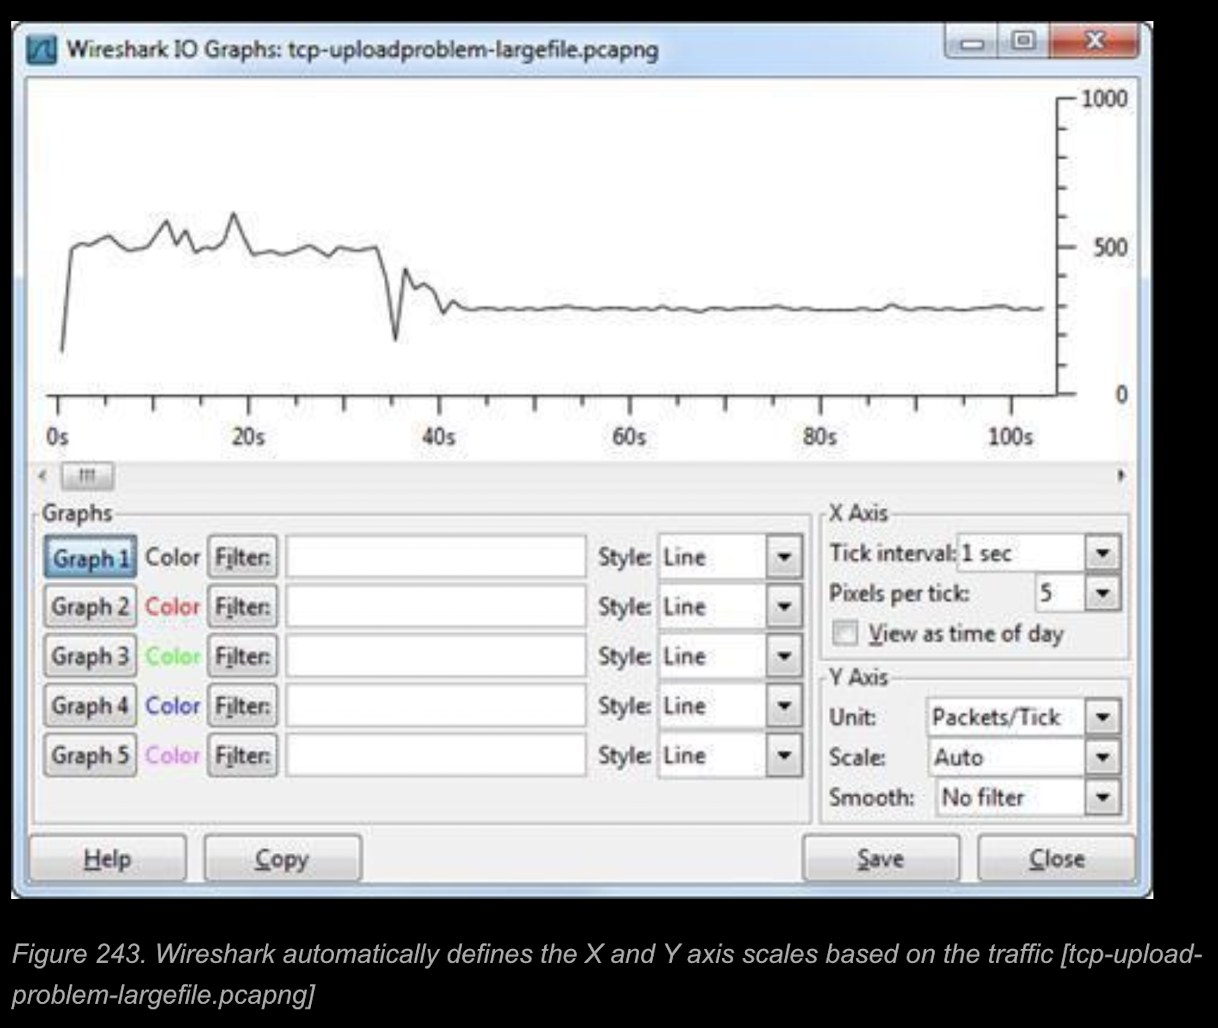 Wireshark IO Graphs: tcp-uploadproblem-largefile.pcapng
1000
500
0
0s 20s 40s 60s 80s 100s
Graphs
Graph 1 Color Filter: Style: Line
Graph 2 Color Filter: Style: Line
Graph 3 Color Filter: Style: Line
Graph 4 Color Filter: Style: Line
Graph 5 Color Filter: Style: Line
X Axis
Tick interval: 1 sec
Pixels per tick: 5
View as time of day
Y Axis
Unit: Packets/Tick
Scale: Auto
Smooth: No filter
Help Copy Save Close
Figure 243. Wireshark automatically defines the X and Y axis scales based on the traffic [tcp-upload-
problem-largefile.pcapng]